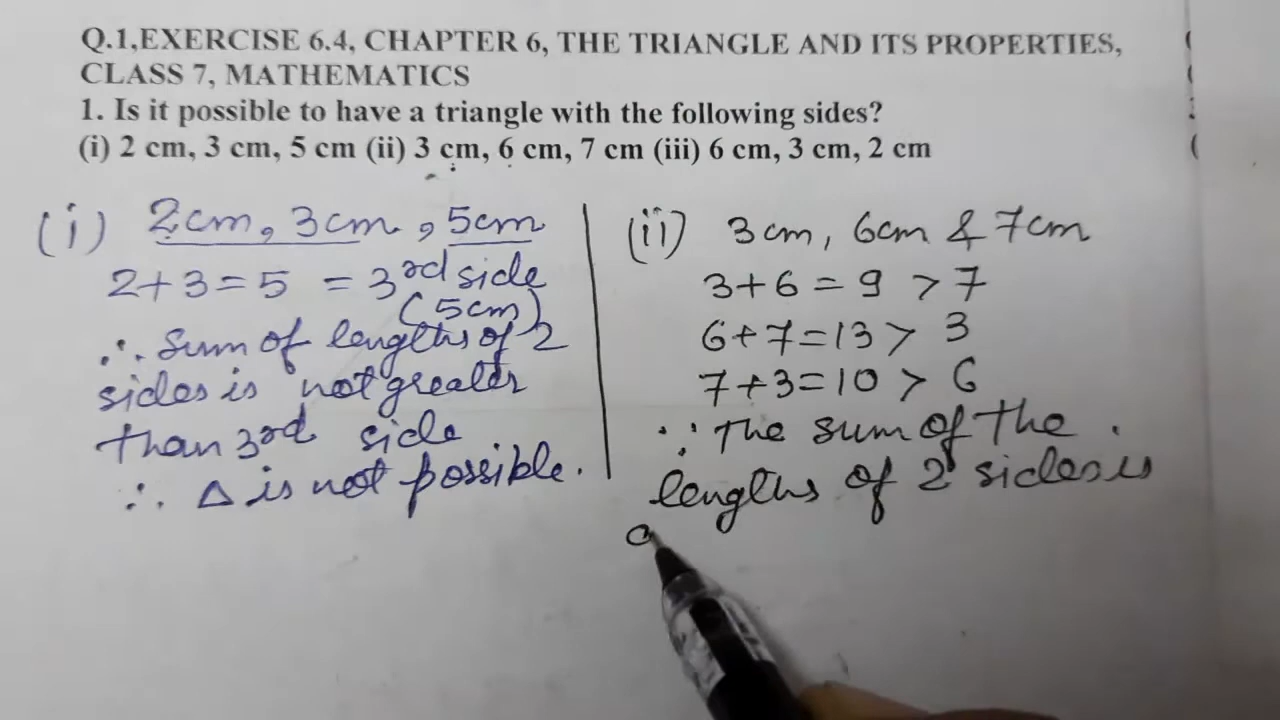 Q.1,EXERCISE 6.4, CHAPTER 6, THE TRIANGLE AND ITS PROPERTIES,
CLASS 7, MATHEMATICS
1. Is it possible to have a triangle with the following sides?
(i) 2 cm, 3 cm, 5 cm (ii) 3 cm, 6 cm, 7 cm (iii) 6 cm, 3 cm, 2 cm
(i) 2cm, 3cm, 5cm
2+3=5 = 3rd side
(5cm)
∴ Sum of lengths of 2
sides is not greater
than 3rd side
∴ Δ is not possible.
(ii) 3cm, 6cm & 7cm
3+6=9 > 7
6+7=13 > 3
7+3=10 > 6
∵ The sum of the
lengths of 2 sides is